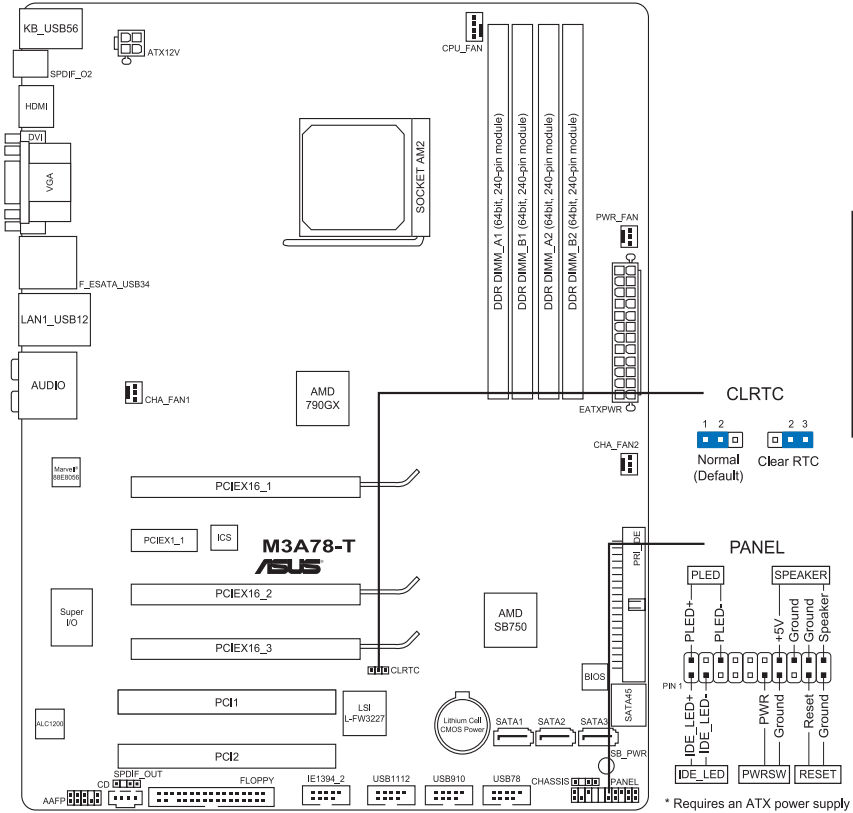 KB_USB56
ATX12V
CPU_FAN
SPDIF_O2
HDMI
DVI
VGA
SOCKET AM2
DDR DIMM_A1 (64bit, 240-pin module)
DDR DIMM_B1 (64bit, 240-pin module)
DDR DIMM_A2 (64bit, 240-pin module)
DDR DIMM_B2 (64bit, 240-pin module)
PWR_FAN
F_ESATA_USB34
LAN1_USB12
AUDIO
CHA_FAN1
AMD
790GX
EATXPWR
CLRTC
1 2
2 3
Normal
(Default)
Clear RTC
CHA_FAN2
Marvell®
88E8056
PCIEX16_1
PCIEX1_1
ICS
M3A78-T
ASUS
PRI_IDE
PANEL
PLED
SPEAKER
PLED+
PLED-
+5V
Ground
Ground
Speaker
PIN 1
IDE_LED+
IDE_LED-
PWR
Ground
Reset
Ground
IDE_LED
PWRSW
RESET
* Requires an ATX power supply
PCIEX16_2
Super
I/O
AMD
SB750
PCIEX16_3
CLRTC
BIOS
PCI1
LSI
L-FW3227
Lithium Cell
CMOS Power
SATA1
SATA2
SATA3
SATA45
ALC1200
SB_PWR
PCI2
SPDIF_OUT
CD
AAFP
FLOPPY
IE1394_2
USB1112
USB910
USB78
CHASSIS
PANEL